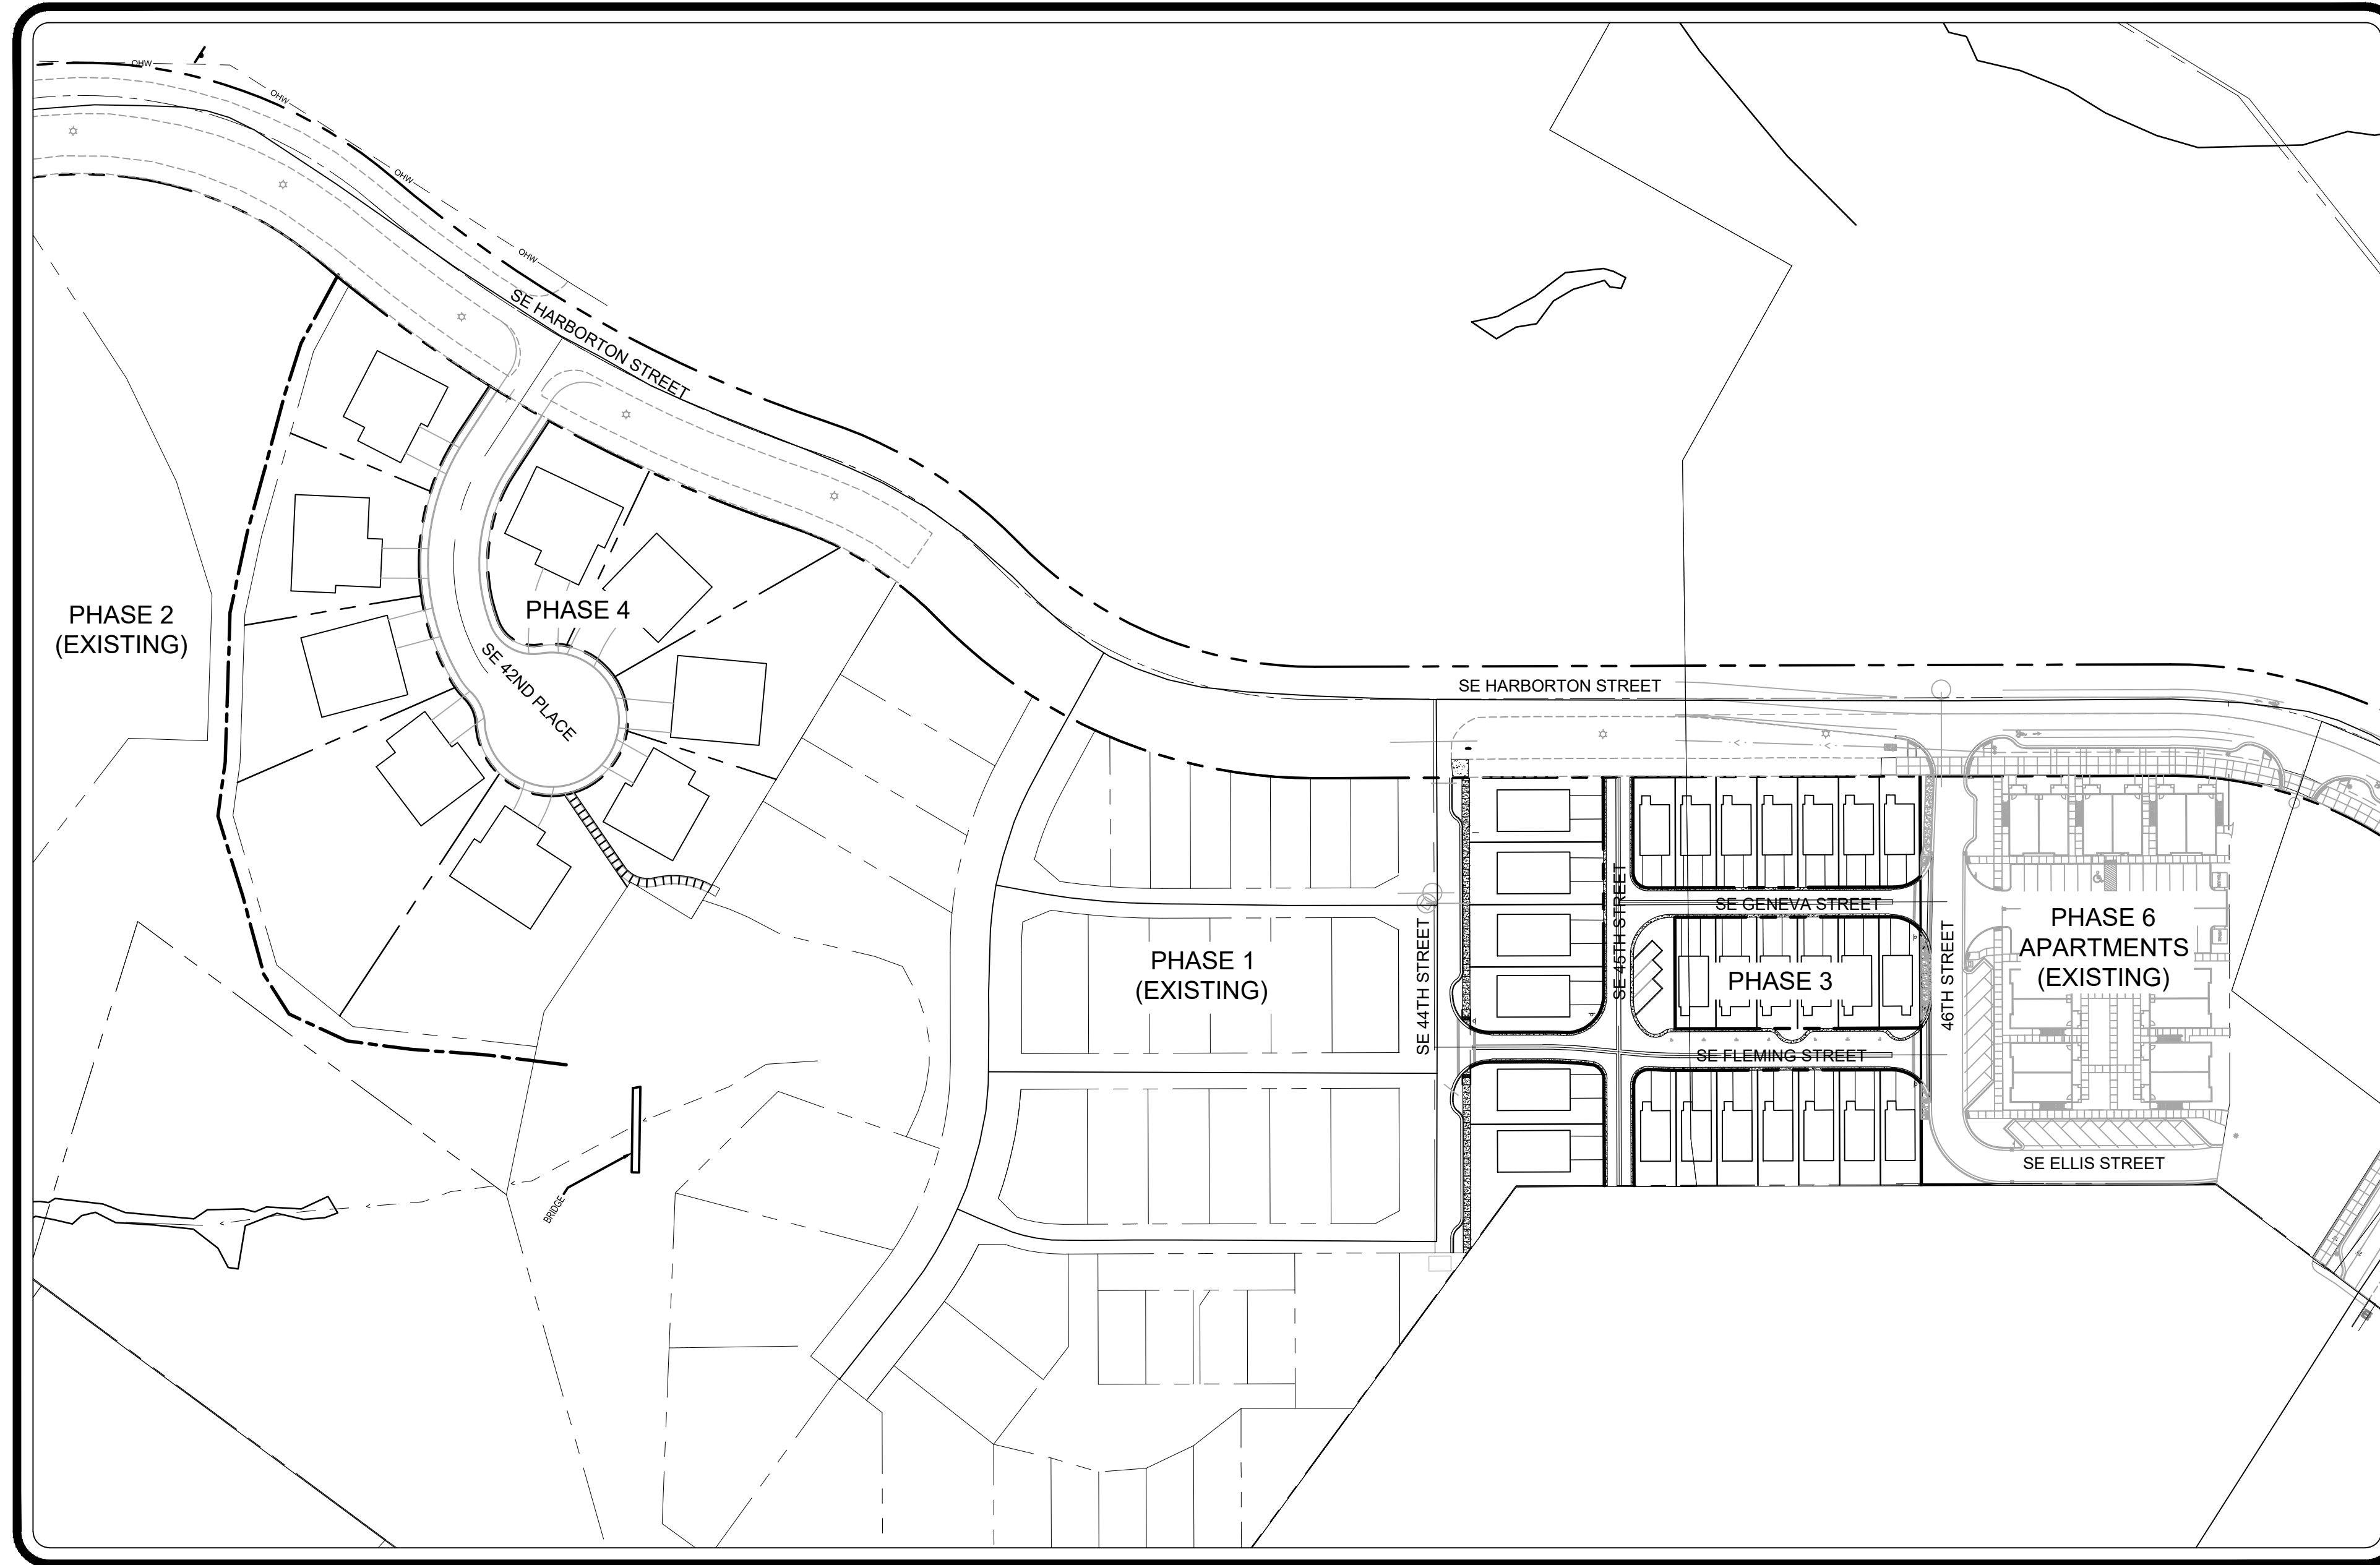 OHW
OHW
OHW
OHW
SE HARBORTON STREET
PHASE 2
(EXISTING)
PHASE 4
SE 42ND PLACE
SE HARBORTON STREET
PHASE 1
(EXISTING)
SE 44TH STREET
SE 45TH STREET
SE GENEVA STREET
PHASE 3
SE FLEMING STREET
46TH STREET
PHASE 6
APARTMENTS
(EXISTING)
SE ELLIS STREET
BRIDGE